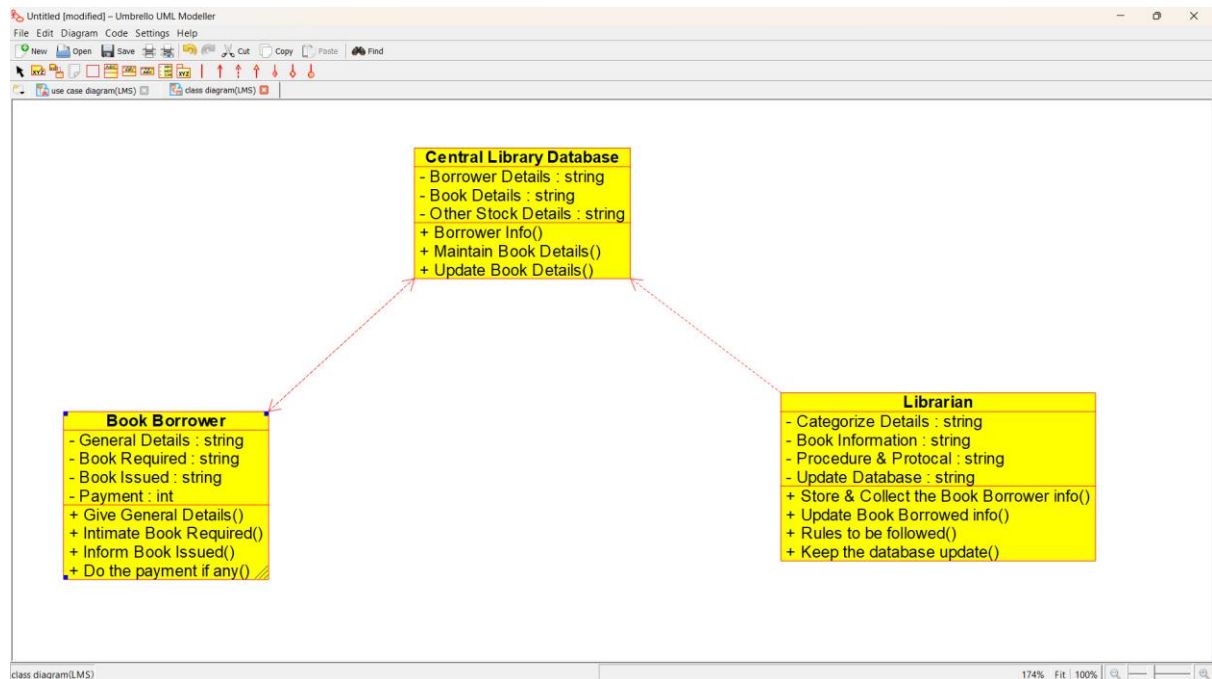 Untitled [modified] – Umbrello UML Modeller
File Edit Diagram Code Settings Help
New Open Save Cut Copy Paste Find
use case diagram(LMS) class diagram(LMS)
Central Library Database
- Borrower Details : string
- Book Details : string
- Other Stock Details : string
+ Borrower Info()
+ Maintain Book Details()
+ Update Book Details()
Book Borrower
- General Details : string
- Book Required : string
- Book Issued : string
- Payment : int
+ Give General Details()
+ Intimate Book Required()
+ Inform Book Issued()
+ Do the payment if any()
Librarian
- Categorize Details : string
- Book Information : string
- Procedure & Protocal : string
- Update Database : string
+ Store & Collect the Book Borrower info()
+ Update Book Borrowed info()
+ Rules to be followed()
+ Keep the database update()
class diagram(LMS) 174% Fit 100%